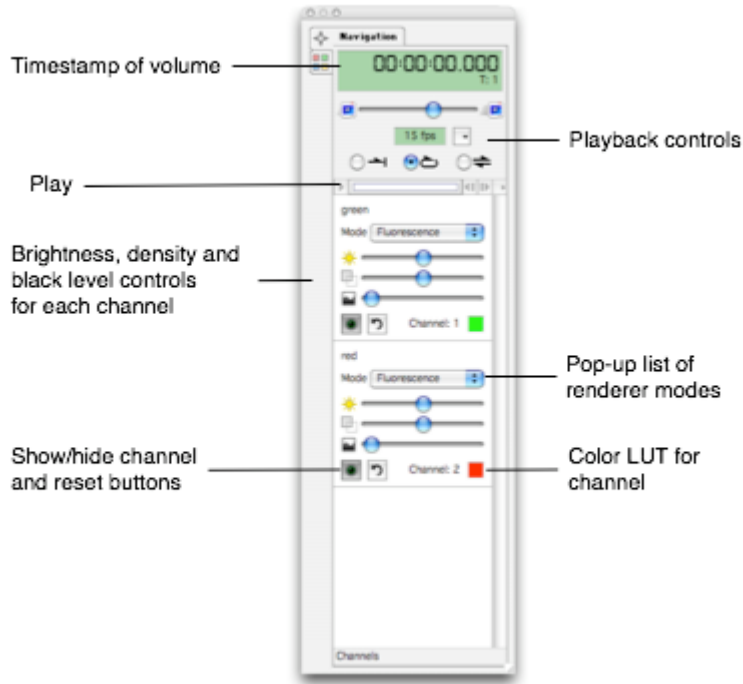 Navigation
Timestamp of volume
00:00:00.000
T: 1
15 fps
Playback controls
Play
green
Mode Fluorescence
Brightness, density and
black level controls
for each channel
Channel: 1
red
Mode Fluorescence
Pop-up list of
renderer modes
Show/hide channel
and reset buttons
Channel: 2
Color LUT for
channel
Channels